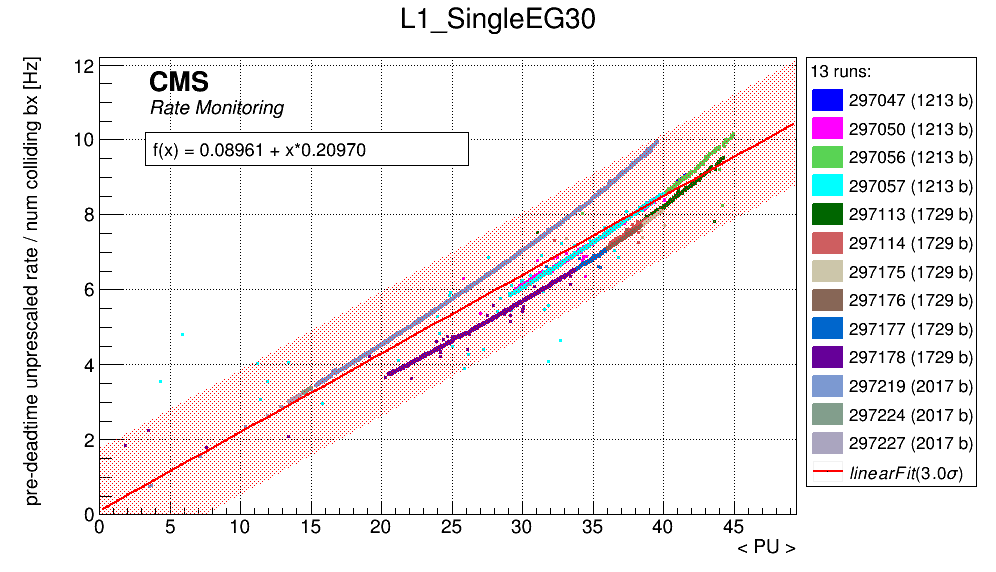 L1_SingleEG30
pre-deadtime unprescaled rate / num colliding bx [Hz]
12
10
8
6
4
2
0
CMS
Rate Monitoring
f(x) = 0.08961 + x*0.20970
0 5 10 15 20 25 30 35 40 45
< PU >
13 runs:
297047 (1213 b)
297050 (1213 b)
297056 (1213 b)
297057 (1213 b)
297113 (1729 b)
297114 (1729 b)
297175 (1729 b)
297176 (1729 b)
297177 (1729 b)
297178 (1729 b)
297219 (2017 b)
297224 (2017 b)
297227 (2017 b)
linearFit(3.0σ)